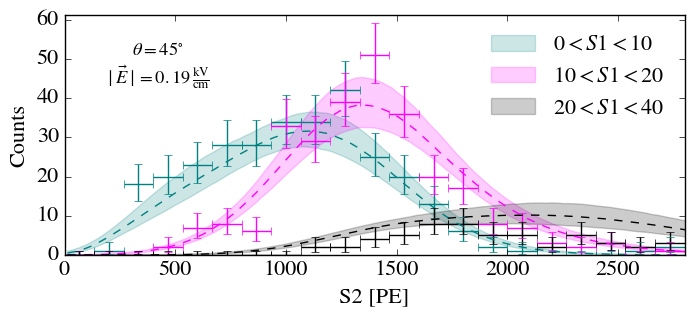 60
50
40
30
20
10
0
Counts
θ = 45°
| E⃗ | = 0.19 kV/cm
0 < S1 < 10
10 < S1 < 20
20 < S1 < 40
0 500 1000 1500 2000 2500
S2 [PE]